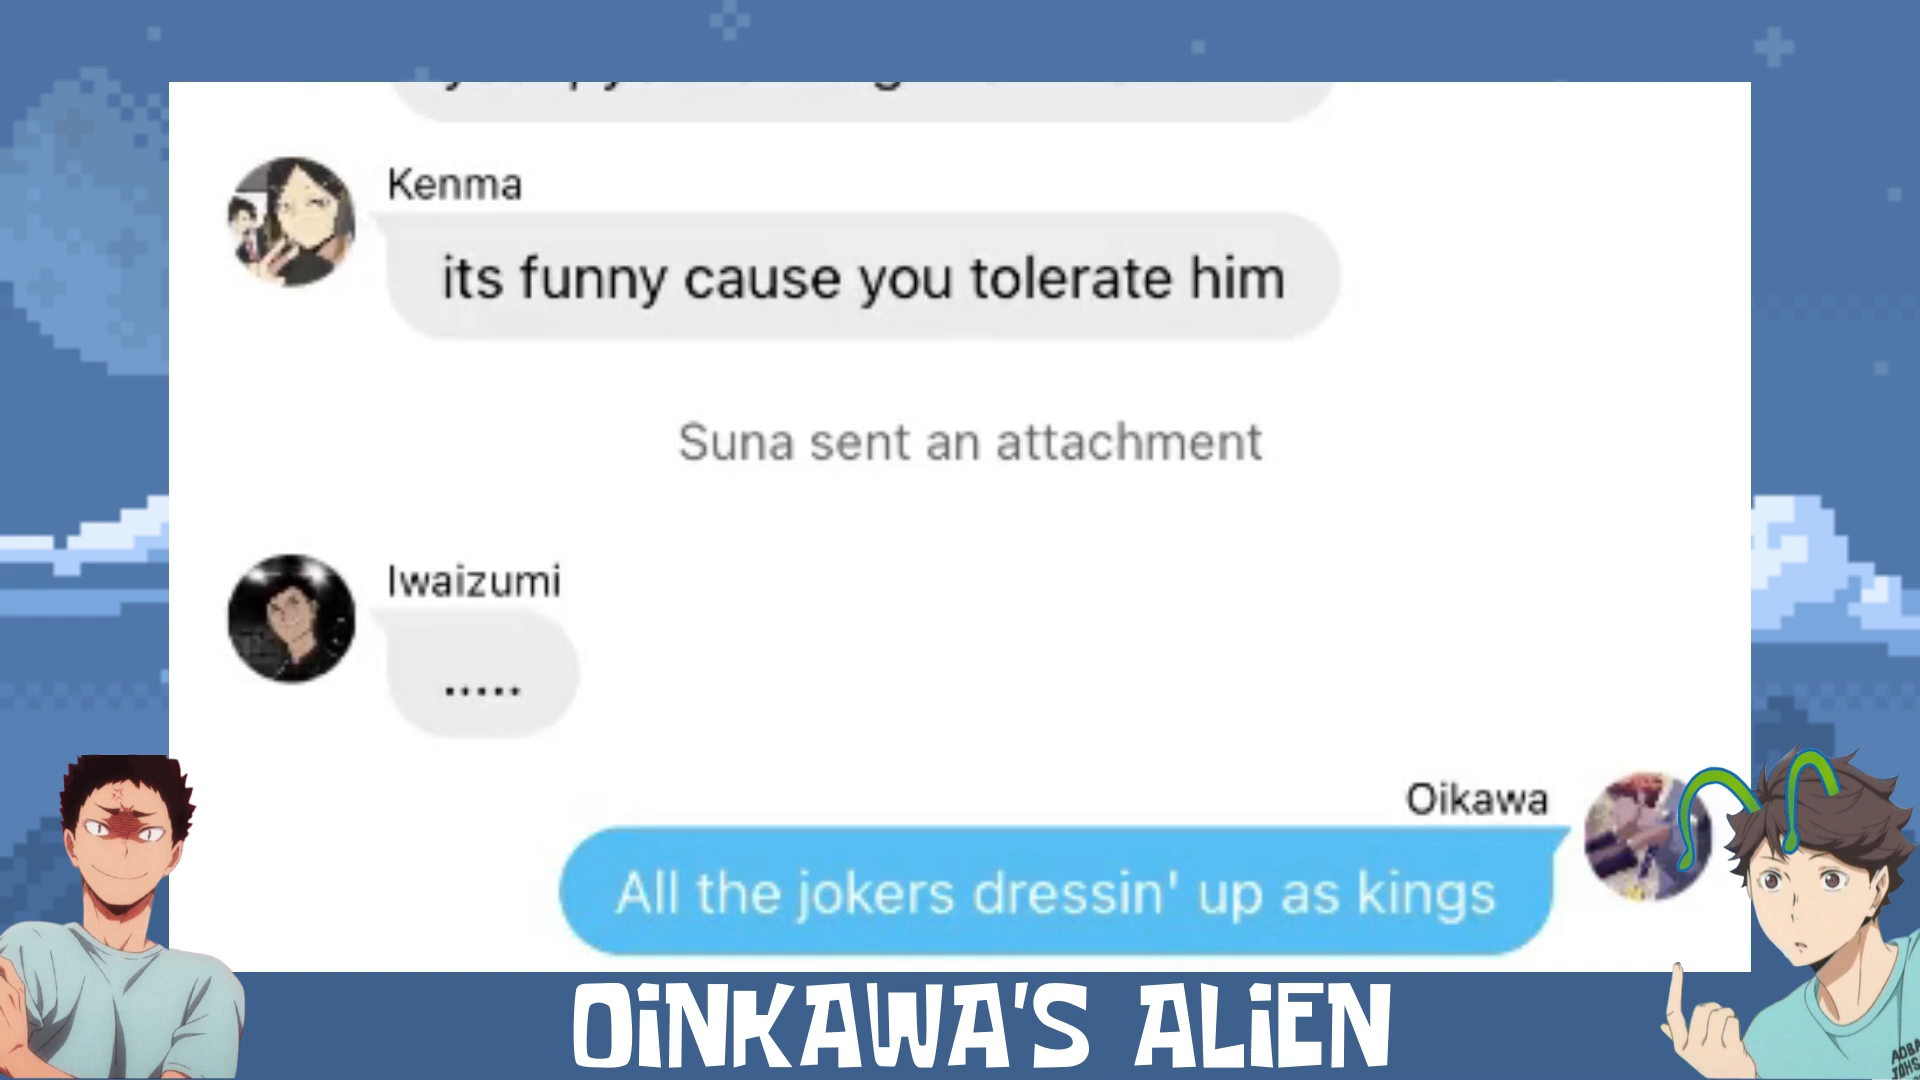 Kenma
its funny cause you tolerate him
Suna sent an attachment
Iwaizumi
.....
Oikawa
All the jokers dressin' up as kings
OiNKAWA'S ALiEN